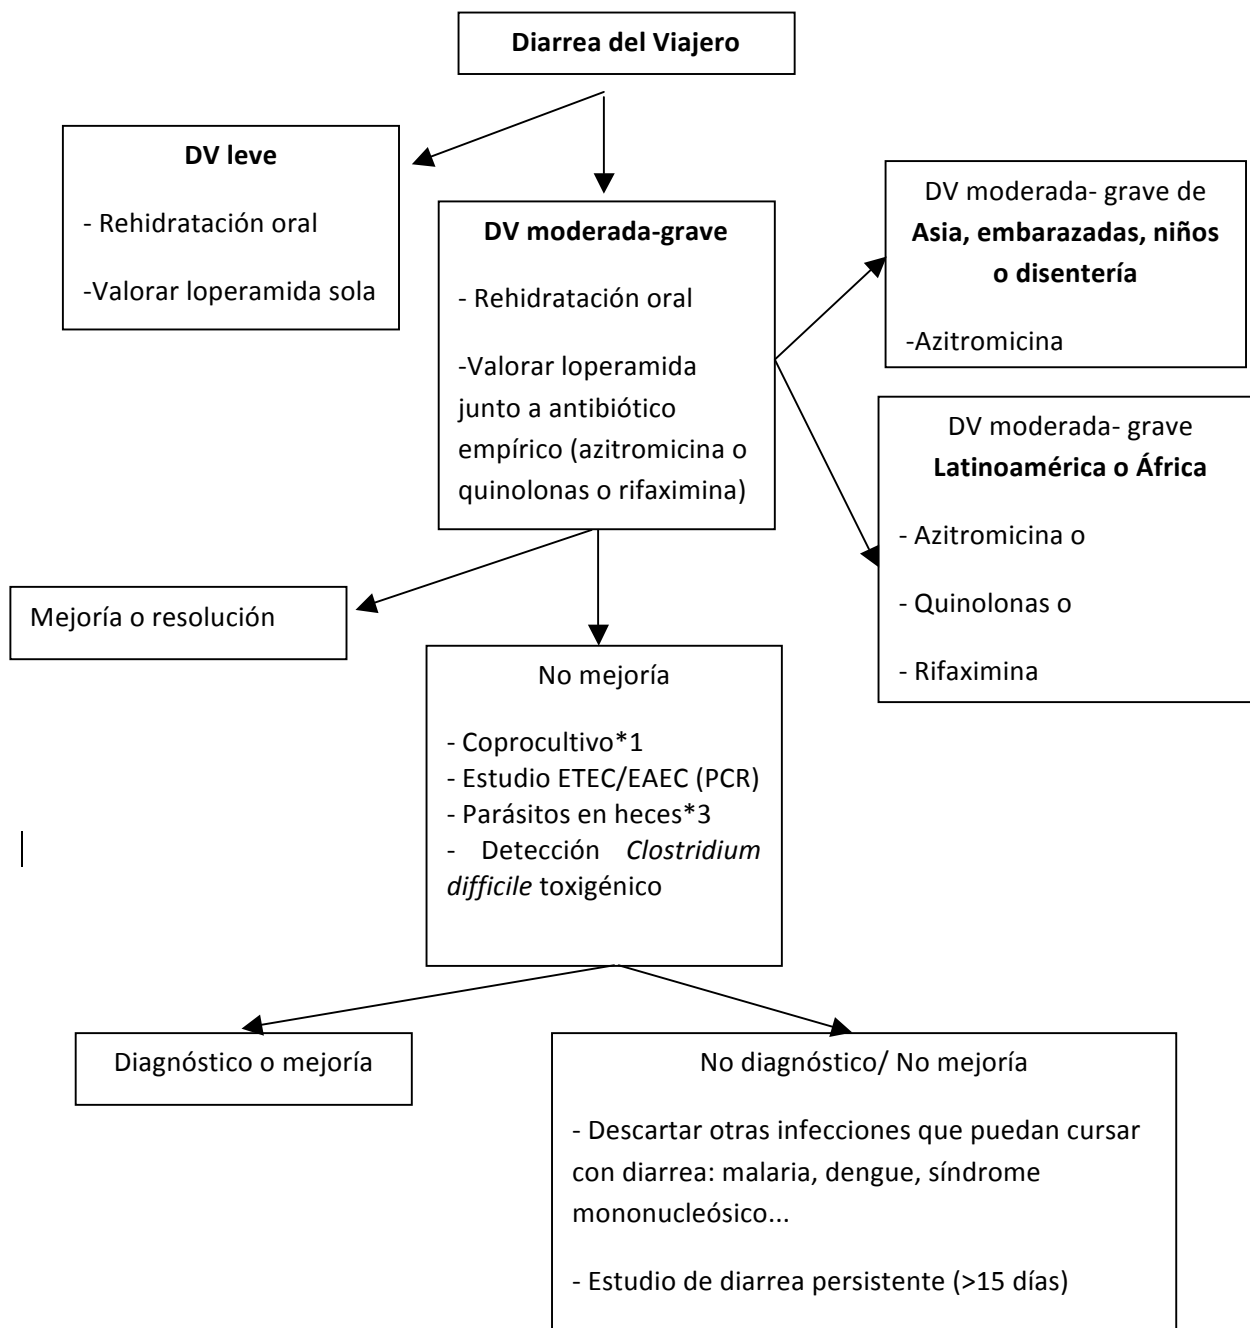 Diarrea del Viajero
DV leve
- Rehidratación oral
-Valorar loperamida sola
DV moderada-grave
- Rehidratación oral
-Valorar loperamida
junto a antibiótico
empírico (azitromicina o
quinolonas o rifaximina)
DV moderada- grave de
Asia, embarazadas, niños
o disentería
-Azitromicina
DV moderada- grave
Latinoamérica o África
- Azitromicina o
- Quinolonas o
- Rifaximina
Mejoría o resolución
No mejoría
- Coprocultivo*1
- Estudio ETEC/EAEC (PCR)
- Parásitos en heces*3
- Detección Clostridium
difficile toxigénico
Diagnóstico o mejoría
No diagnóstico/ No mejoría
- Descartar otras infecciones que puedan cursar
con diarrea: malaria, dengue, síndrome
mononucleósico...
- Estudio de diarrea persistente (>15 días)